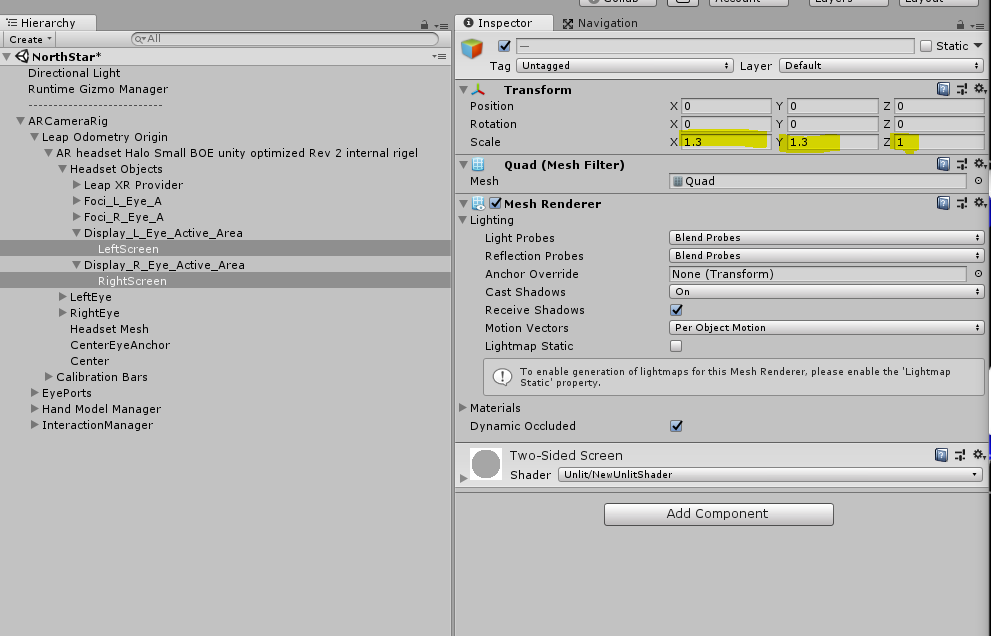 Collab
Account
Layers
Layout
Hierarchy
Create
All
NorthStar*
Directional Light
Runtime Gizmo Manager
--------------------------
ARCameraRig
Leap Odometry Origin
AR headset Halo Small BOE unity optimized Rev 2 internal rigel
Headset Objects
Leap XR Provider
Foci_L_Eye_A
Foci_R_Eye_A
Display_L_Eye_Active_Area
LeftScreen
Display_R_Eye_Active_Area
RightScreen
LeftEye
RightEye
Headset Mesh
CenterEyeAnchor
Center
Calibration Bars
EyePorts
Hand Model Manager
InteractionManager
Inspector
Navigation
—
Static
Tag Untagged Layer Default
Transform
Position X 0 Y 0 Z 0
Rotation X 0 Y 0 Z 0
Scale X 1.3 Y 1.3 Z 1
Quad (Mesh Filter)
Mesh Quad
Mesh Renderer
Lighting
Light Probes Blend Probes
Reflection Probes Blend Probes
Anchor Override None (Transform)
Cast Shadows On
Receive Shadows
Motion Vectors Per Object Motion
Lightmap Static
To enable generation of lightmaps for this Mesh Renderer, please enable the 'Lightmap
Static' property.
Materials
Dynamic Occluded
Two-Sided Screen
Shader Unlit/NewUnlitShader
Add Component